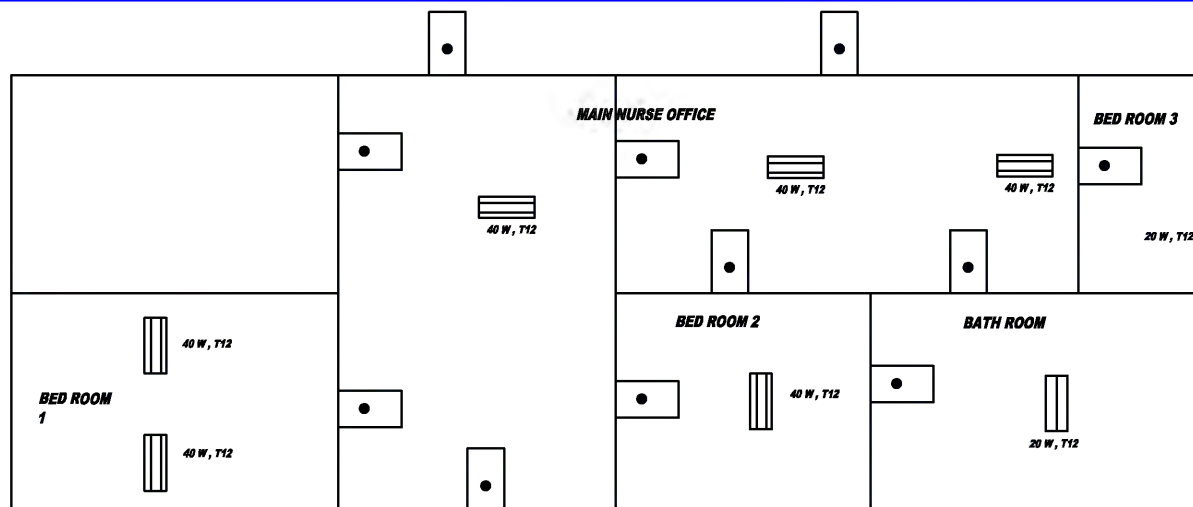 MAIN NURSE OFFICE
BED ROOM 3
40 W, T12
40 W, T12
40 W, T12
20 W, T12
BED ROOM 2
BATH ROOM
40 W, T12
BED ROOM
1
40 W, T12
20 W, T12
40 W, T12